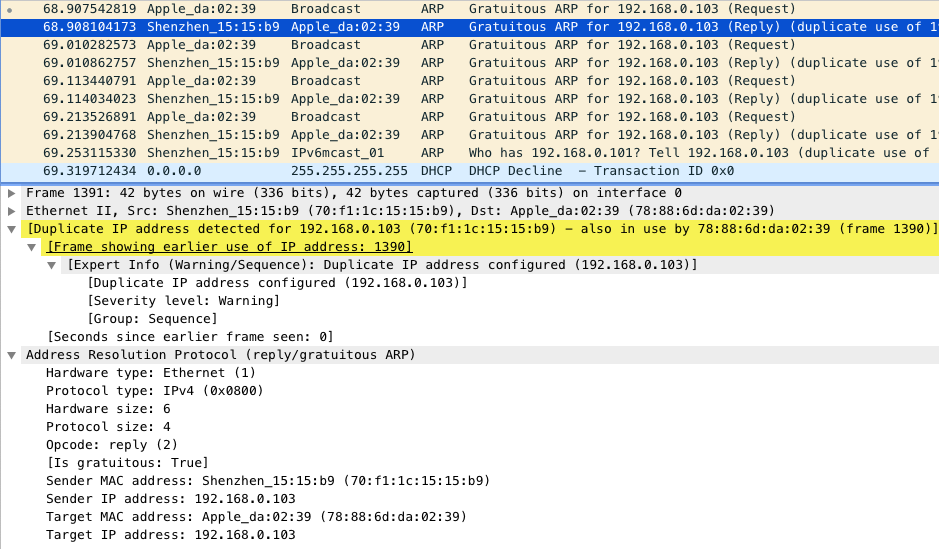 68.907542819 Apple_da:02:39 Broadcast ARP Gratuitous ARP for 192.168.0.103 (Request)
68.908104173 Shenzhen_15:15:b9 Apple_da:02:39 ARP Gratuitous ARP for 192.168.0.103 (Reply) (duplicate use of 1
69.010282573 Apple_da:02:39 Broadcast ARP Gratuitous ARP for 192.168.0.103 (Request)
69.010862757 Shenzhen_15:15:b9 Apple_da:02:39 ARP Gratuitous ARP for 192.168.0.103 (Reply) (duplicate use of 1
69.113440791 Apple_da:02:39 Broadcast ARP Gratuitous ARP for 192.168.0.103 (Request)
69.114034023 Shenzhen_15:15:b9 Apple_da:02:39 ARP Gratuitous ARP for 192.168.0.103 (Reply) (duplicate use of 1
69.213526891 Apple_da:02:39 Broadcast ARP Gratuitous ARP for 192.168.0.103 (Request)
69.213904768 Shenzhen_15:15:b9 Apple_da:02:39 ARP Gratuitous ARP for 192.168.0.103 (Reply) (duplicate use of 1
69.253115330 Shenzhen_15:15:b9 IPv6mcast_01 ARP Who has 192.168.0.101? Tell 192.168.0.103 (duplicate use of
69.319712434 0.0.0.0 255.255.255.255 DHCP DHCP Decline – Transaction ID 0x0
Frame 1391: 42 bytes on wire (336 bits), 42 bytes captured (336 bits) on interface 0
Ethernet II, Src: Shenzhen_15:15:b9 (70:f1:1c:15:15:b9), Dst: Apple_da:02:39 (78:88:6d:da:02:39)
[Duplicate IP address detected for 192.168.0.103 (70:f1:1c:15:15:b9) – also in use by 78:88:6d:da:02:39 (frame 1390)]
[Frame showing earlier use of IP address: 1390]
[Expert Info (Warning/Sequence): Duplicate IP address configured (192.168.0.103)]
[Duplicate IP address configured (192.168.0.103)]
[Severity level: Warning]
[Group: Sequence]
[Seconds since earlier frame seen: 0]
Address Resolution Protocol (reply/gratuitous ARP)
Hardware type: Ethernet (1)
Protocol type: IPv4 (0x0800)
Hardware size: 6
Protocol size: 4
Opcode: reply (2)
[Is gratuitous: True]
Sender MAC address: Shenzhen_15:15:b9 (70:f1:1c:15:15:b9)
Sender IP address: 192.168.0.103
Target MAC address: Apple_da:02:39 (78:88:6d:da:02:39)
Target IP address: 192.168.0.103